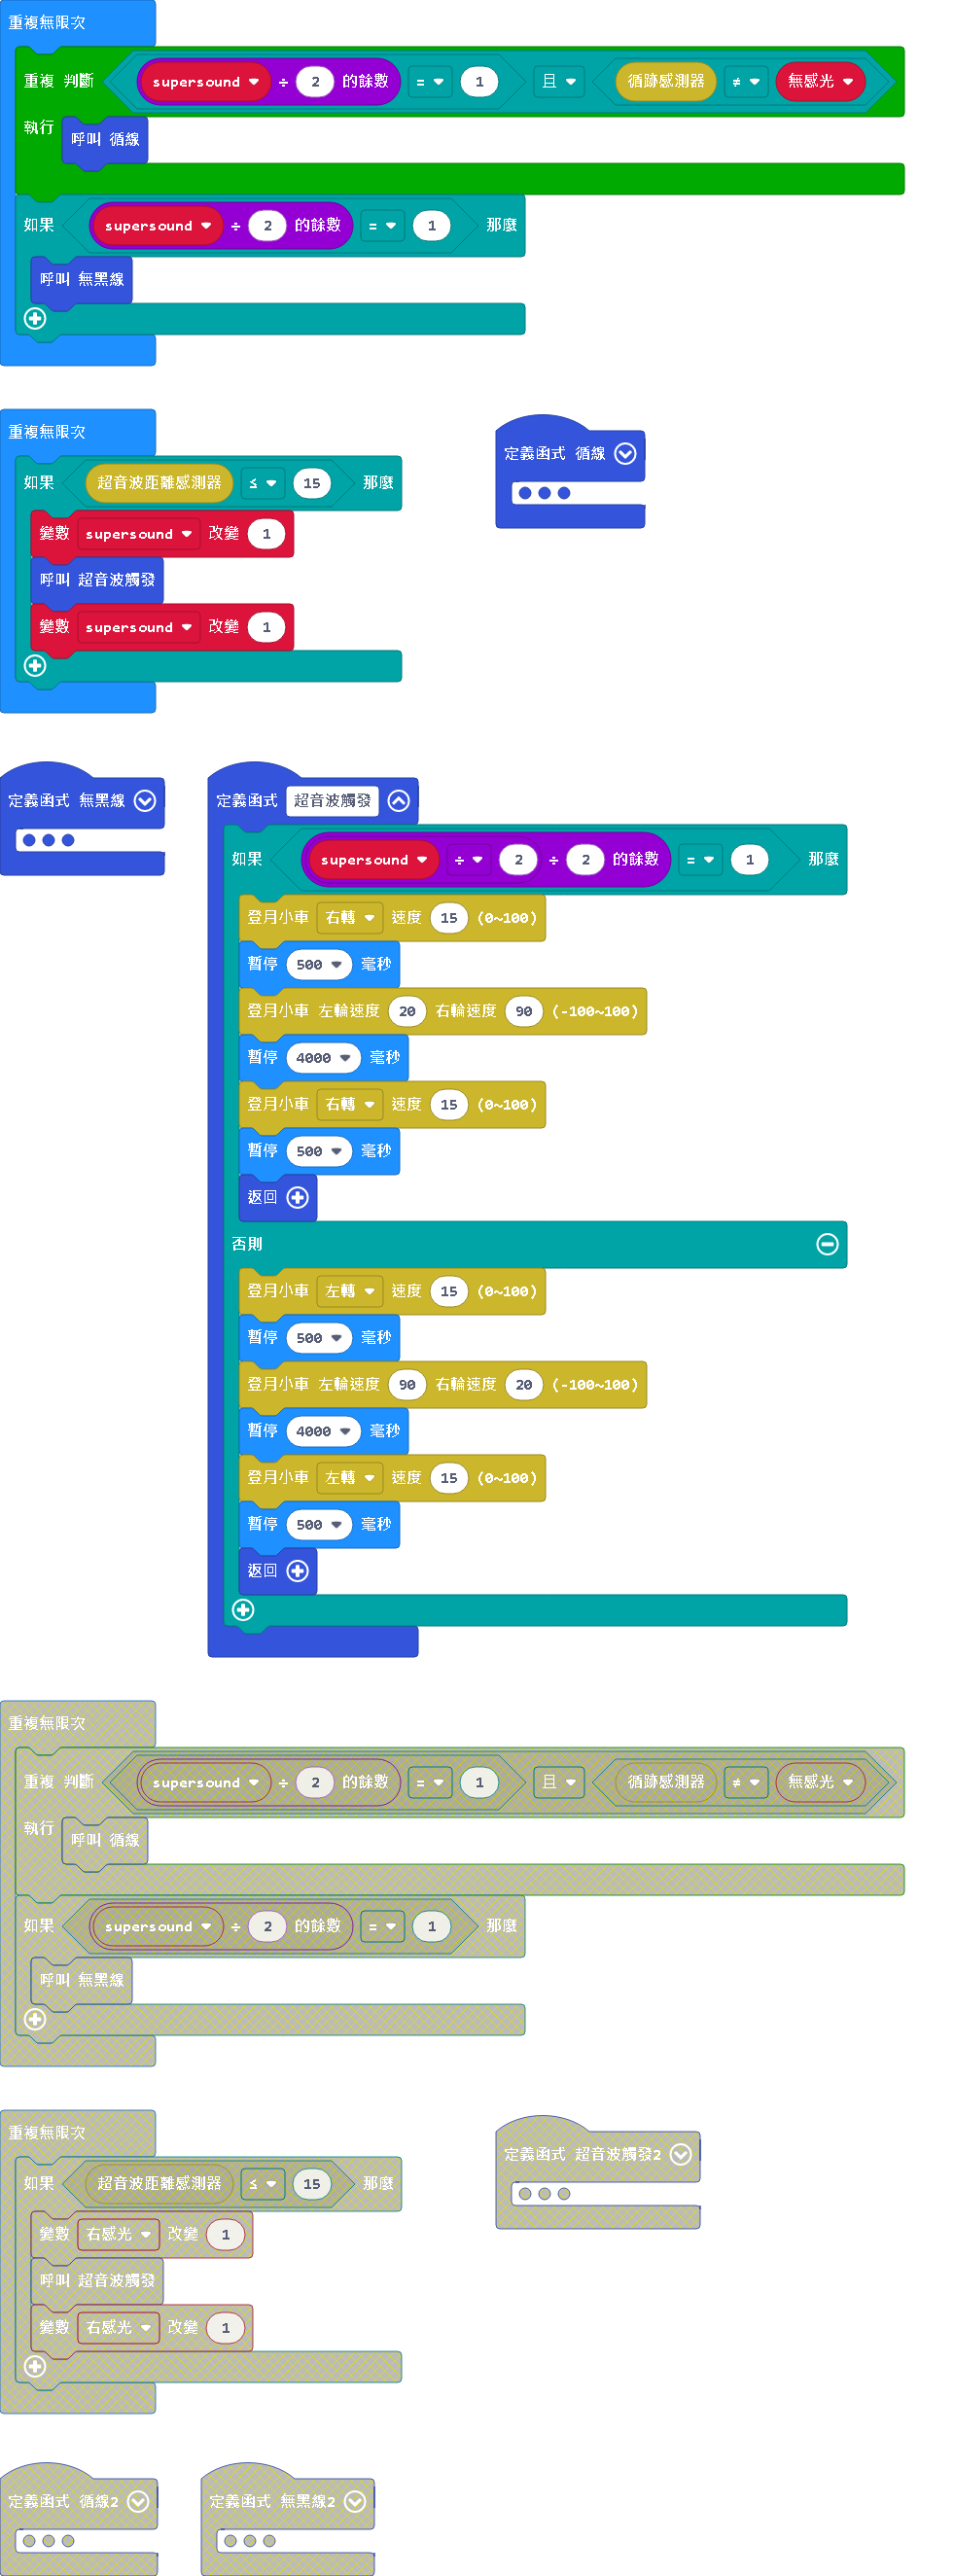 重複無限次
重複 判斷 supersound ÷ 2 的餘數 = 1 且 循跡感測器 ≠ 無感光
執行 呼叫 循線
如果 supersound ÷ 2 的餘數 = 1 那麼
呼叫 無黑線
重複無限次
如果 超音波距離感測器 ≤ 15 那麼
變數 supersound 改變 1
呼叫 超音波觸發
變數 supersound 改變 1
定義函式 循線
定義函式 無黑線
定義函式 超音波觸發
如果 supersound ÷ 2 ÷ 2 的餘數 = 1 那麼
登月小車 右轉 速度 15 (0~100)
暫停 500 毫秒
登月小車 左輪速度 20 右輪速度 90 (-100~100)
暫停 4000 毫秒
登月小車 右轉 速度 15 (0~100)
暫停 500 毫秒
返回
否則
登月小車 左轉 速度 15 (0~100)
暫停 500 毫秒
登月小車 左輪速度 90 右輪速度 20 (-100~100)
暫停 4000 毫秒
登月小車 左轉 速度 15 (0~100)
暫停 500 毫秒
返回
重複無限次
重複 判斷 supersound ÷ 2 的餘數 = 1 且 循跡感測器 ≠ 無感光
執行 呼叫 循線
如果 supersound ÷ 2 的餘數 = 1 那麼
呼叫 無黑線
重複無限次
如果 超音波距離感測器 ≤ 15 那麼
變數 右感光 改變 1
呼叫 超音波觸發
變數 右感光 改變 1
定義函式 超音波觸發2
定義函式 循線2
定義函式 無黑線2